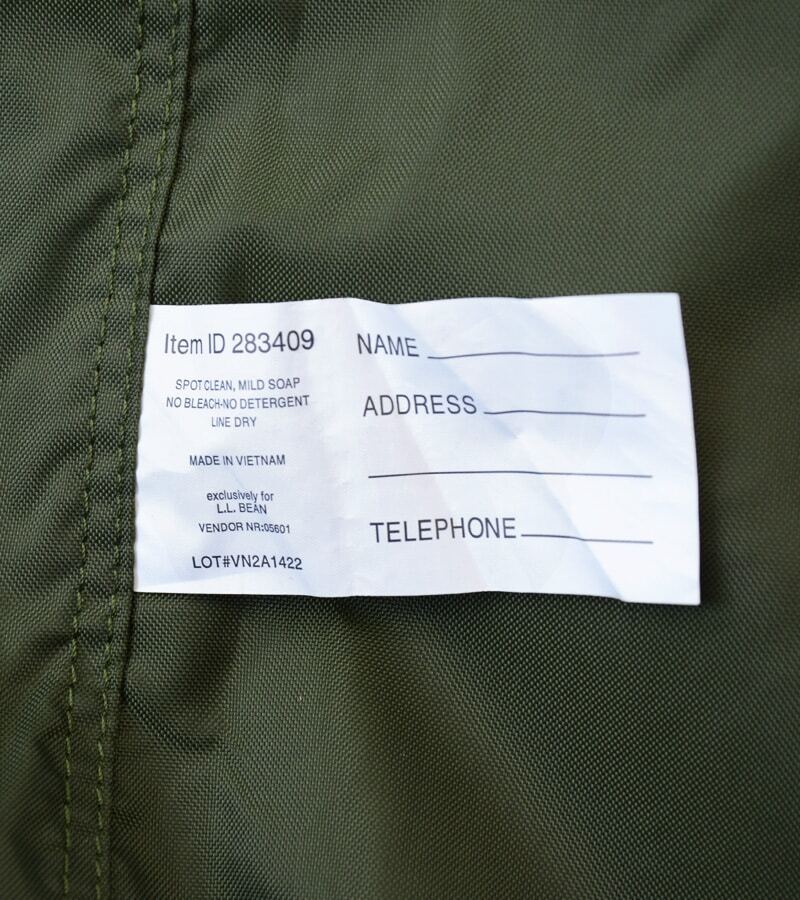 Item ID 283409
SPOT CLEAN, MILD SOAP
NO BLEACH-NO DETERGENT
LINE DRY
MADE IN VIETNAM
exclusively for
L.L. BEAN
VENDOR NR:05601
LOT#VN2A1422
NAME
ADDRESS
TELEPHONE